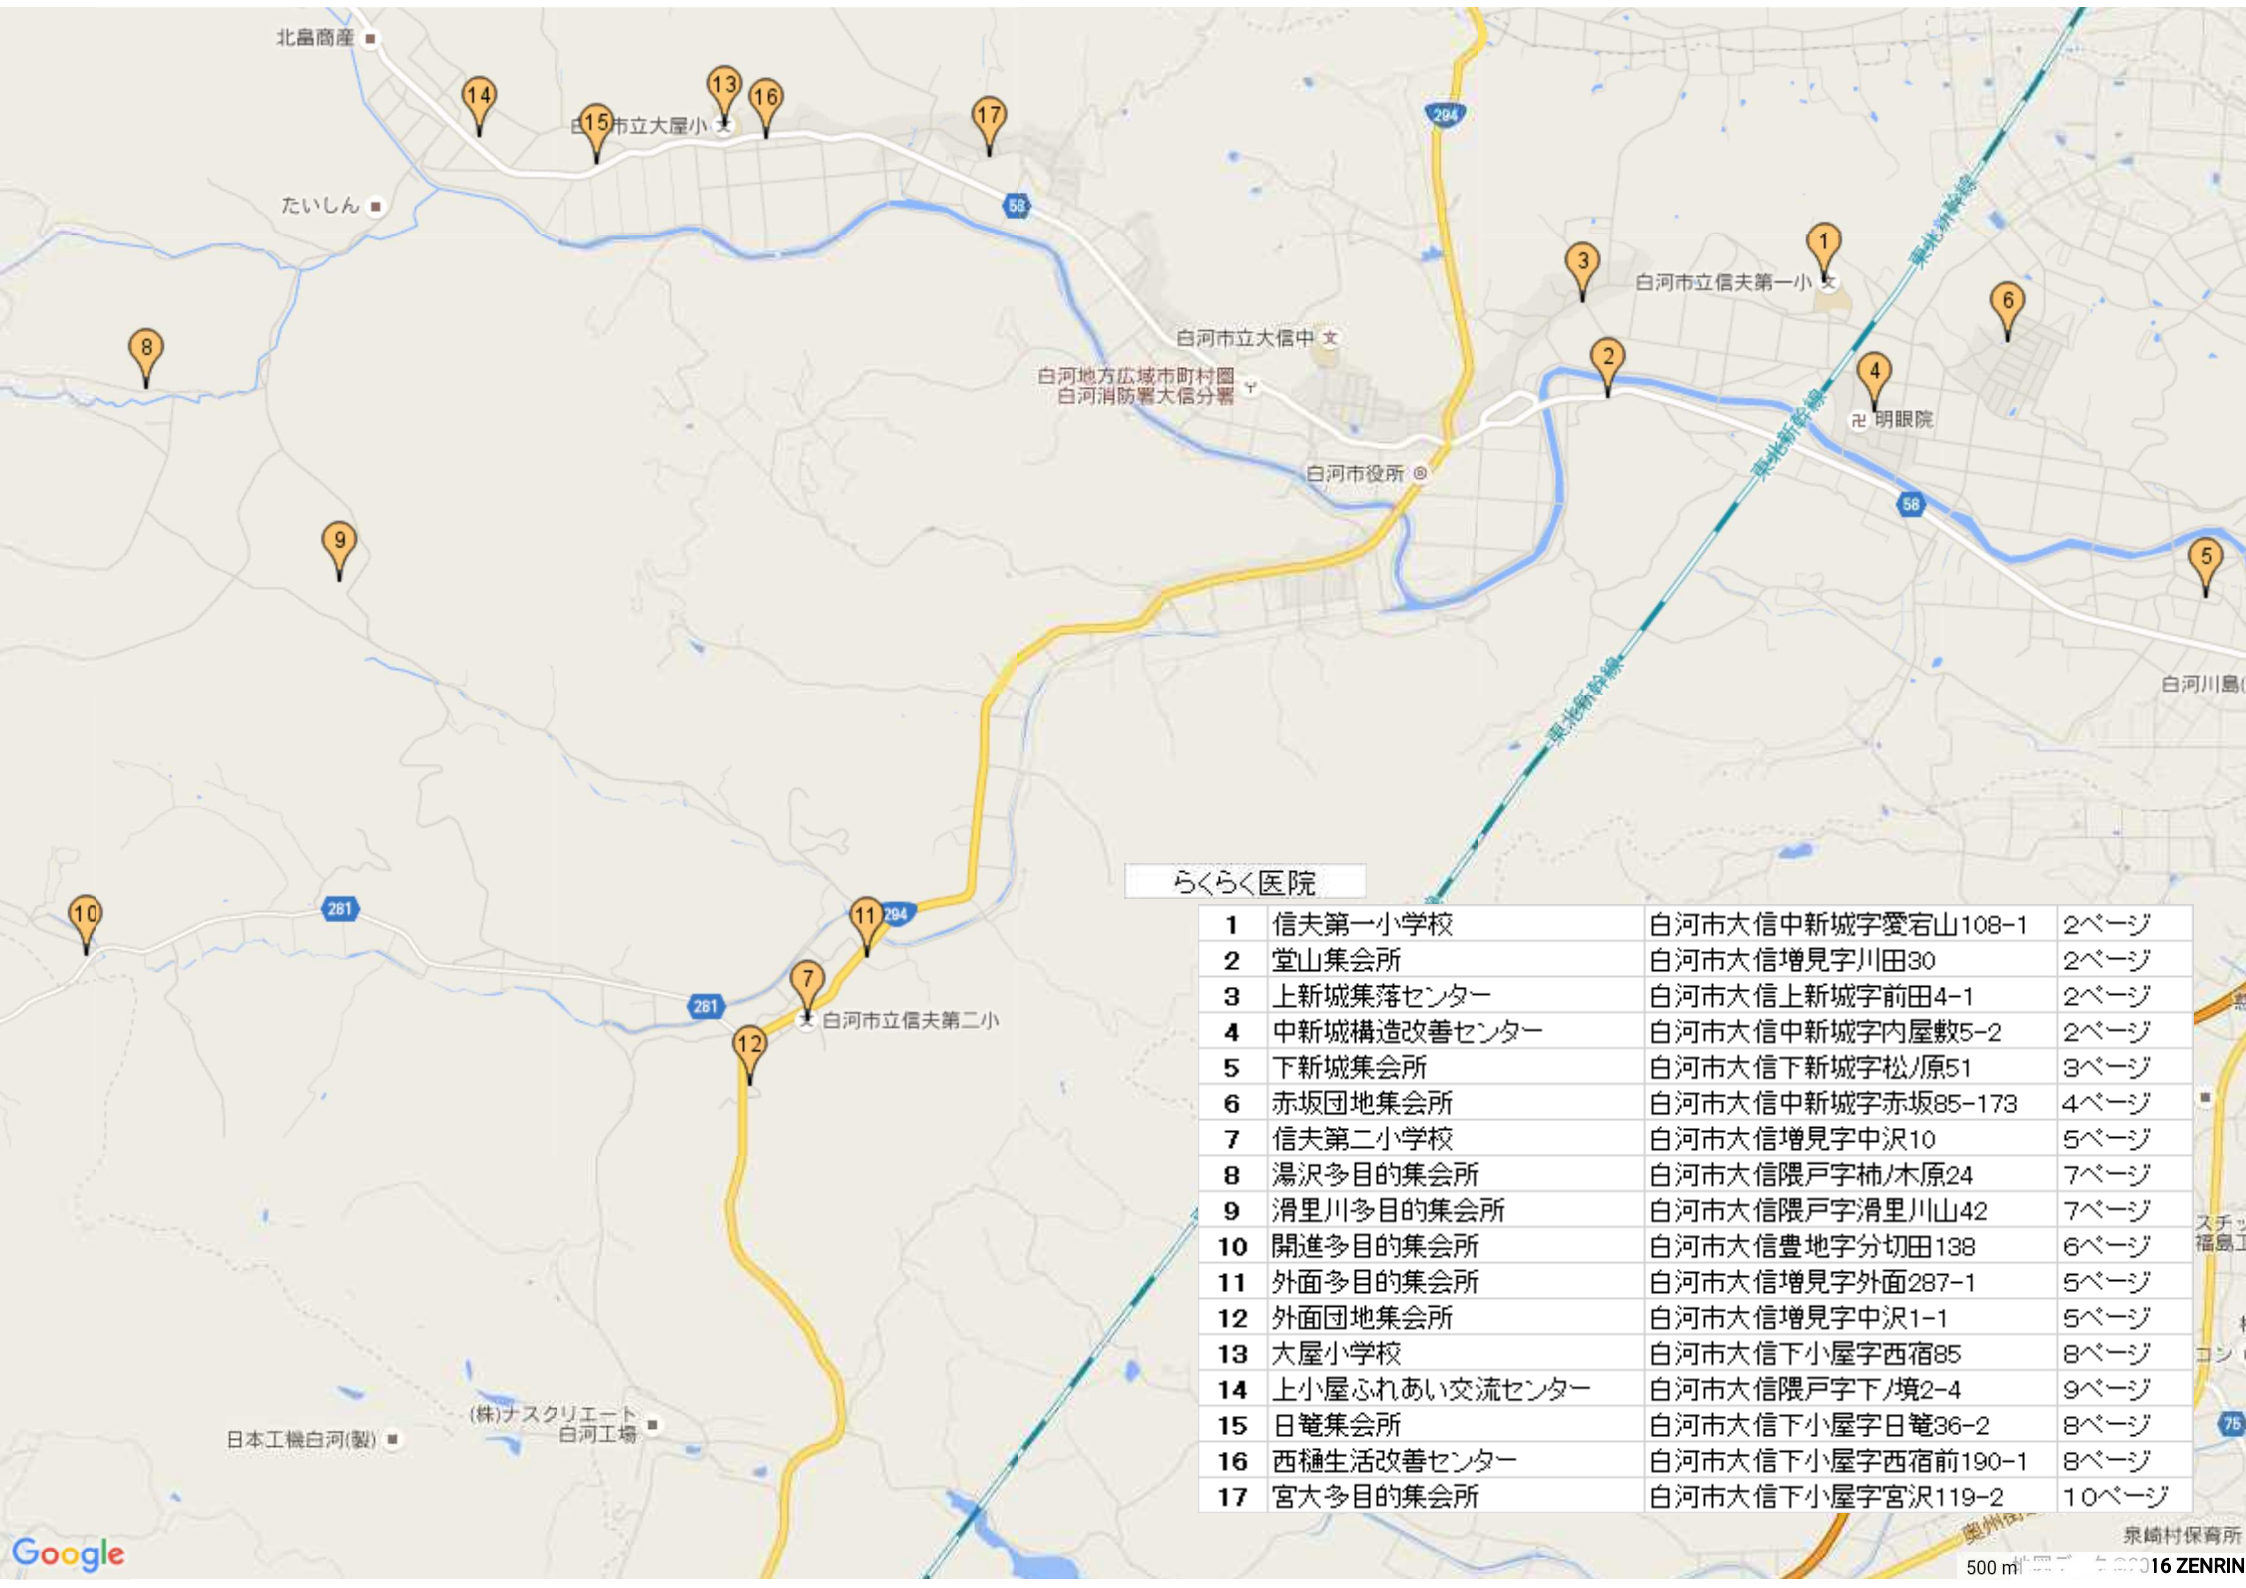 北畠商産
14
13
16
15
17
白河市立大屋小
294
たいしん
58
3
1
白河市立信夫第一小
6
東北新幹線
8
白河市立大信中
2
4
白河地方広域市町村圏
白河消防署大信分署
明眼院
白河市役所
東北新幹線
58
9
5
東北新幹線
白河川島(
10
281
11
294
281
7
白河市立信夫第二小
12
らくらく医院
1 信夫第一小学校 白河市大信中新城字愛宕山108-1 2ページ
2 堂山集会所 白河市大信増見字川田30 2ページ
3 上新城集落センター 白河市大信上新城字前田4-1 2ページ
4 中新城構造改善センター 白河市大信中新城字内屋敷5-2 2ページ
5 下新城集会所 白河市大信下新城字松ノ原51 3ページ
6 赤坂団地集会所 白河市大信中新城字赤坂85-173 4ページ
7 信夫第二小学校 白河市大信増見字中沢10 5ページ
8 湯沢多目的集会所 白河市大信隈戸字柿ノ木原24 7ページ
9 滑里川多目的集会所 白河市大信隈戸字滑里川山42 7ページ
10 開進多目的集会所 白河市大信豊地字分切田138 6ページ
11 外面多目的集会所 白河市大信増見字外面287-1 5ページ
12 外面団地集会所 白河市大信増見字中沢1-1 5ページ
13 大屋小学校 白河市大信下小屋字西宿85 8ページ
14 上小屋ふれあい交流センター 白河市大信隈戸字下ノ境2-4 9ページ
15 日篭集会所 白河市大信下小屋字日篭36-2 8ページ
16 西樋生活改善センター 白河市大信下小屋字西宿前190-1 8ページ
17 宮大多目的集会所 白河市大信下小屋字宮沢119-2 10ページ
スチッ
福島工
コン
(株)ナスクリエート
白河工場
日本工機白河(製)
75
奥州街
泉崎村保育所
Google
500 m
16 ZENRIN